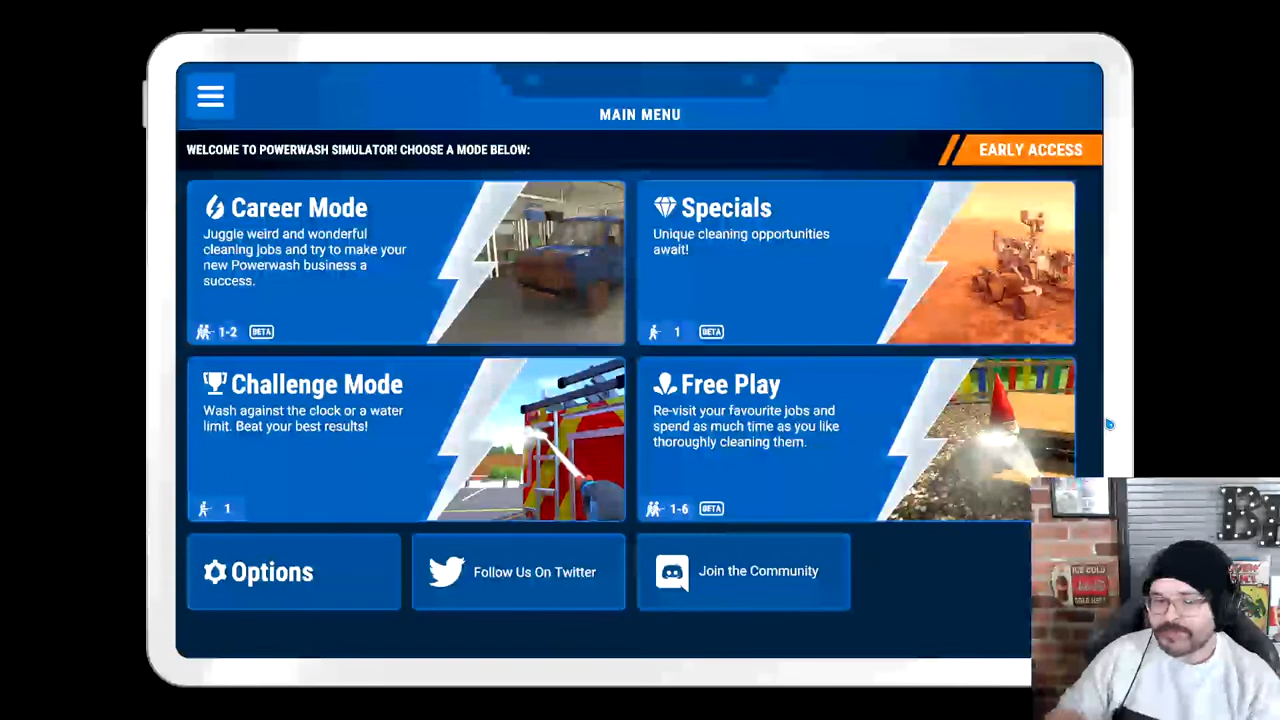 MAIN MENU
WELCOME TO POWERWASH SIMULATOR! CHOOSE A MODE BELOW:
EARLY ACCESS
Career Mode
Juggle weird and wonderful
cleaning jobs and try to make your
new Powerwash business a
success.
1-2 BETA
Specials
Unique cleaning opportunities
await!
1 BETA
Challenge Mode
Wash against the clock or a water
limit. Beat your best results!
1
Free Play
Re-visit your favourite jobs and
spend as much time as you like
thoroughly cleaning them.
1-6 BETA
Options
Follow Us On Twitter
Join the Community
ICE COLD